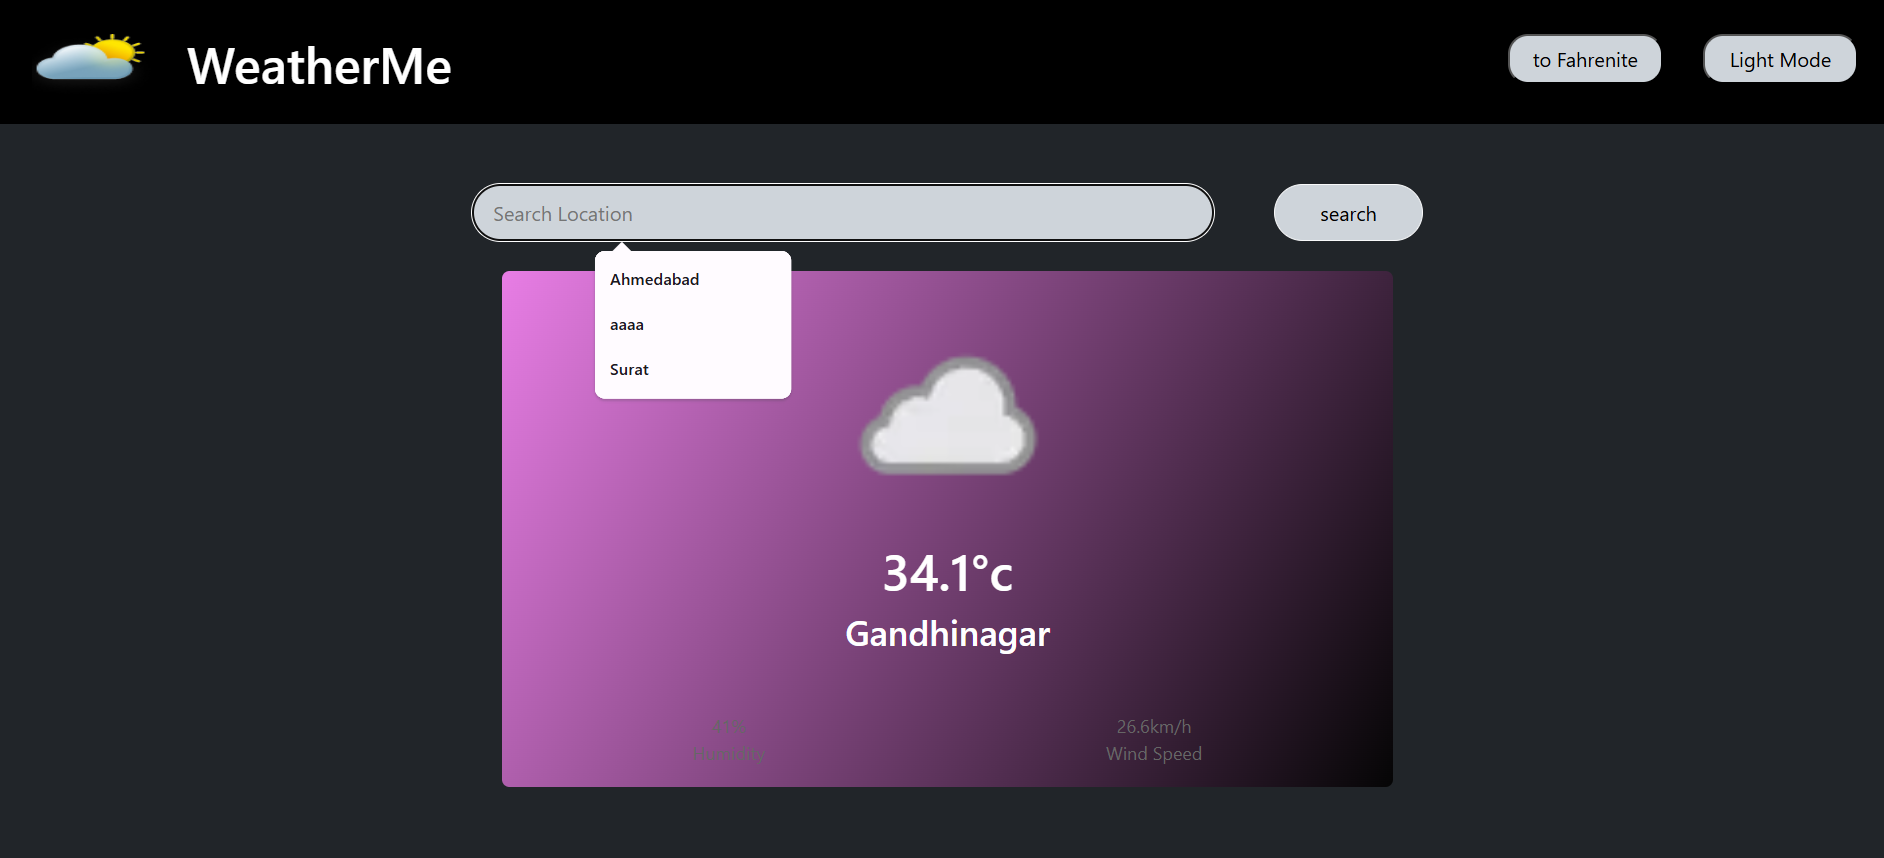 WeatherMe
to Fahrenite
Light Mode
Search Location
search
Ahmedabad
aaaa
Surat
34.1°c
Gandhinagar
26.6km/h
Humidity
Wind Speed